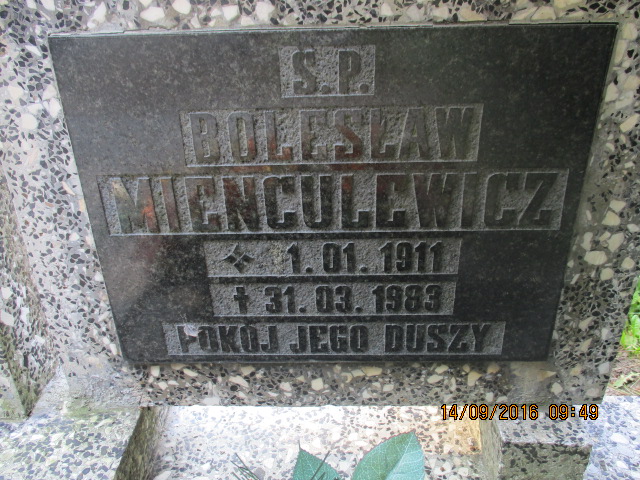 S.P.
BOLESŁAW
MIENCULEWICZ
1.01.1911
† 31.03.1983
POKÓJ JEGO DUSZY
14/09/2016 09:49